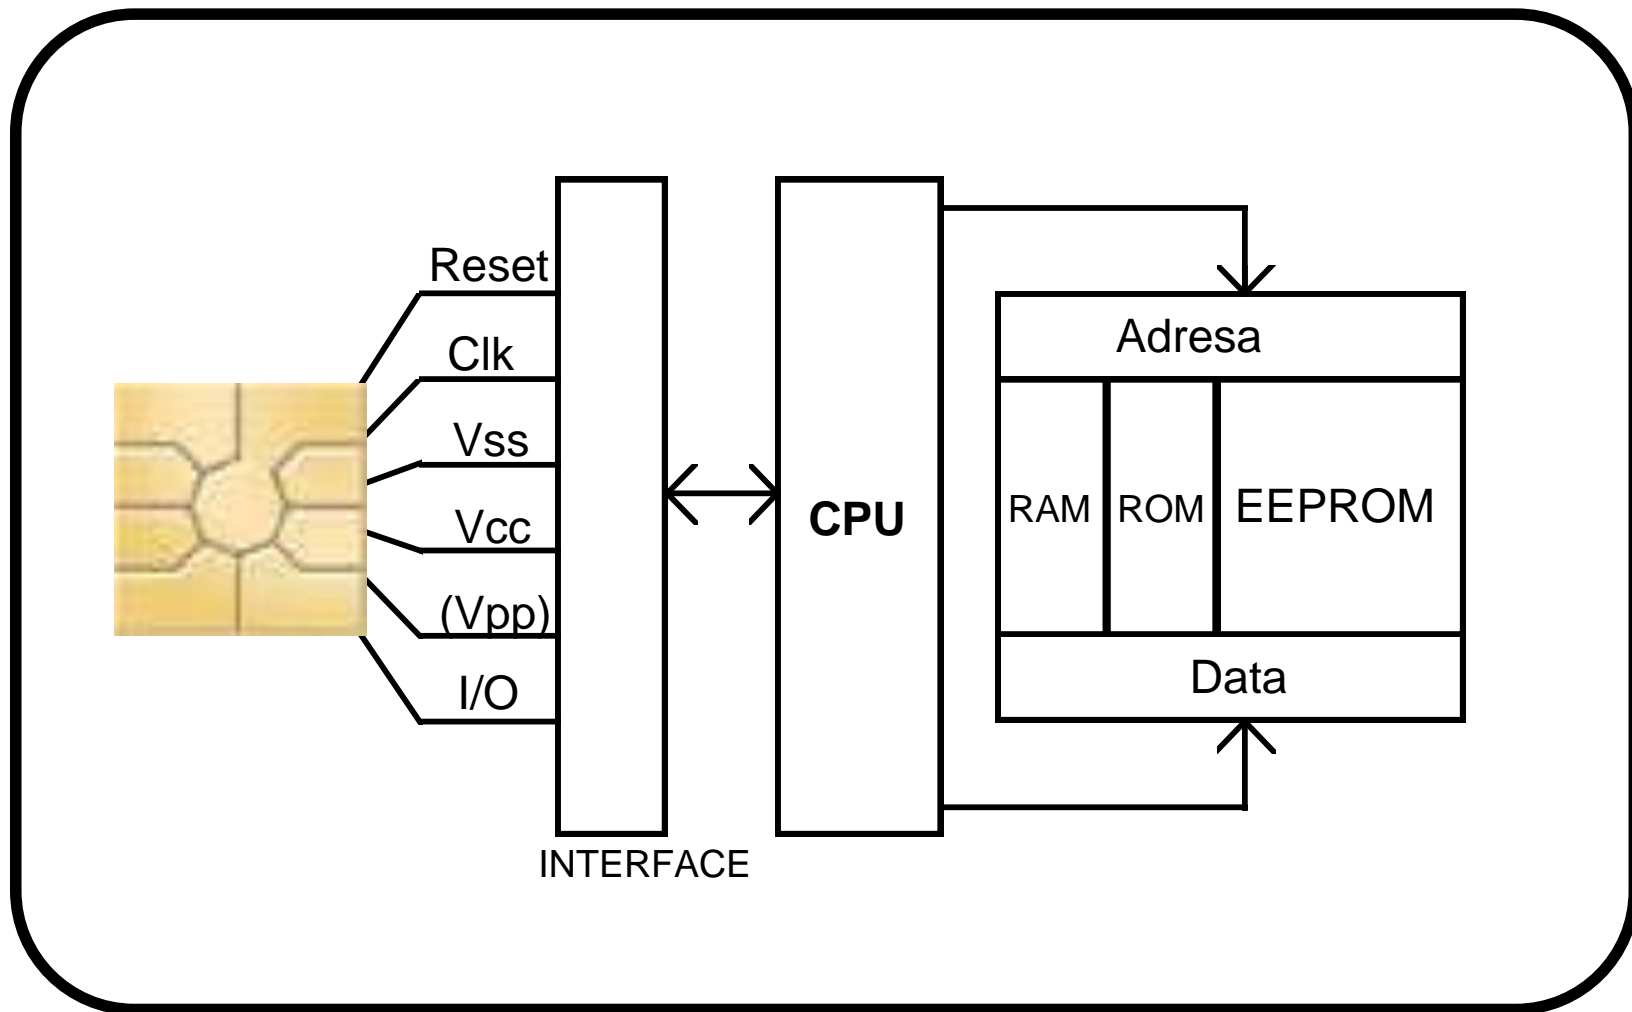 Reset
Clk
Vss
Vcc
(Vpp)
I/O
INTERFACE
CPU
Adresa
RAM
ROM
EEPROM
Data